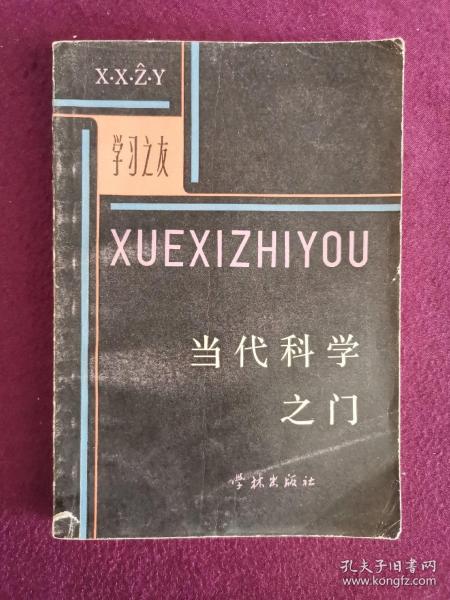 X·X·Ẑ·Y
学习之友
XUEXIZHIYOU
当代科学
之门
学林出版社
孔夫子旧书网
www.kongfz.com